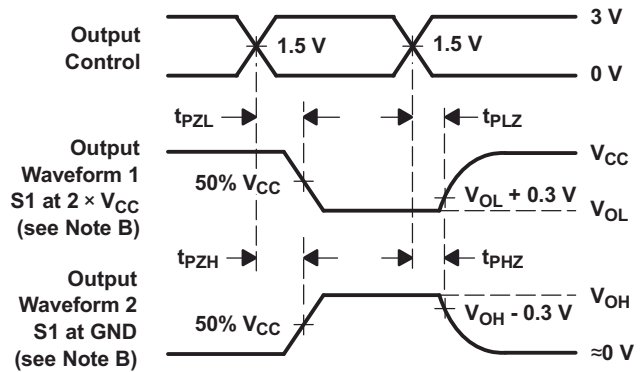 Output
Control
1.5 V
1.5 V
3 V
0 V
tPZL
tPLZ
Output
Waveform 1
S1 at 2 × VCC
(see Note B)
50% VCC
VCC
VOL + 0.3 V
VOL
tPZH
tPHZ
Output
Waveform 2
S1 at GND
(see Note B)
50% VCC
VOH
VOH - 0.3 V
≈0 V